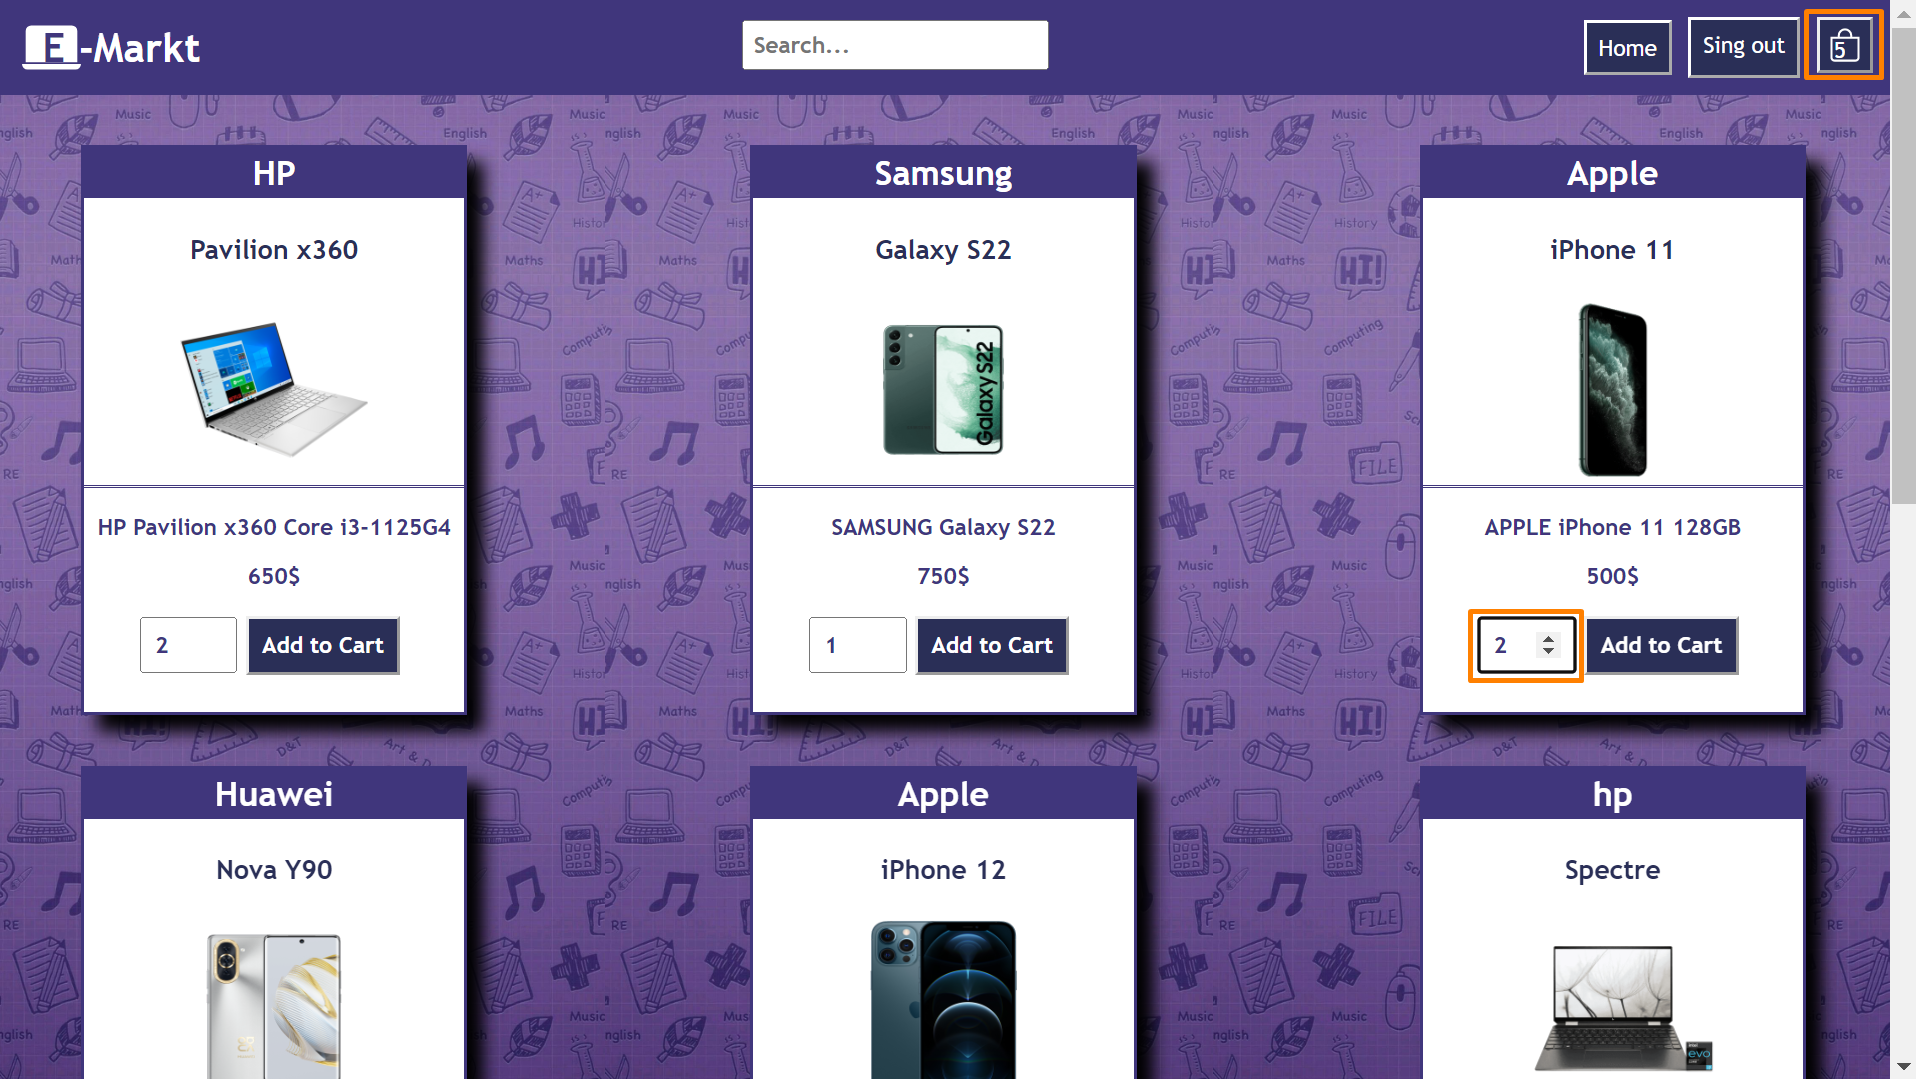 E-Markt
Search...
Home
Sing out
5
HP
Samsung
Apple
Pavilion x360
Galaxy S22
iPhone 11
Galaxy S22
HP Pavilion x360 Core i3-1125G4
SAMSUNG Galaxy S22
APPLE iPhone 11 128GB
650$
750$
500$
2
Add to Cart
1
Add to Cart
2
Add to Cart
Huawei
Apple
hp
Nova Y90
iPhone 12
Spectre
evo